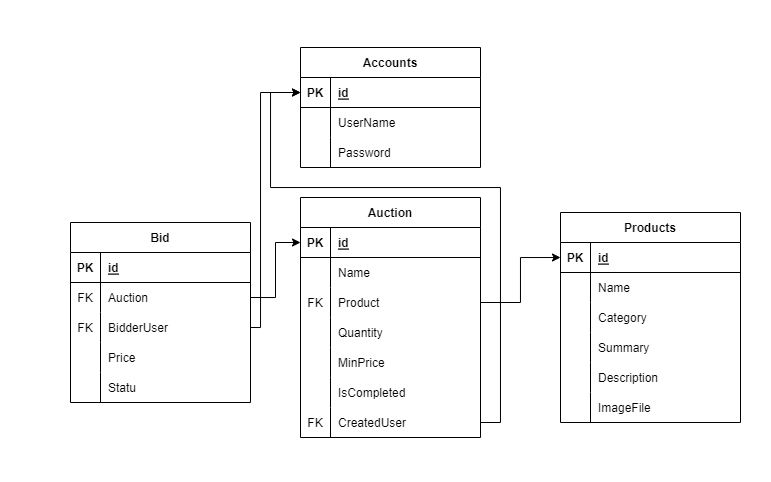 Accounts
PK id
UserName
Password
Auction
PK id
Name
FK Product
Quantity
MinPrice
IsCompleted
FK CreatedUser
Bid
PK id
FK Auction
FK BidderUser
Price
Statu
Products
PK id
Name
Category
Summary
Description
ImageFile